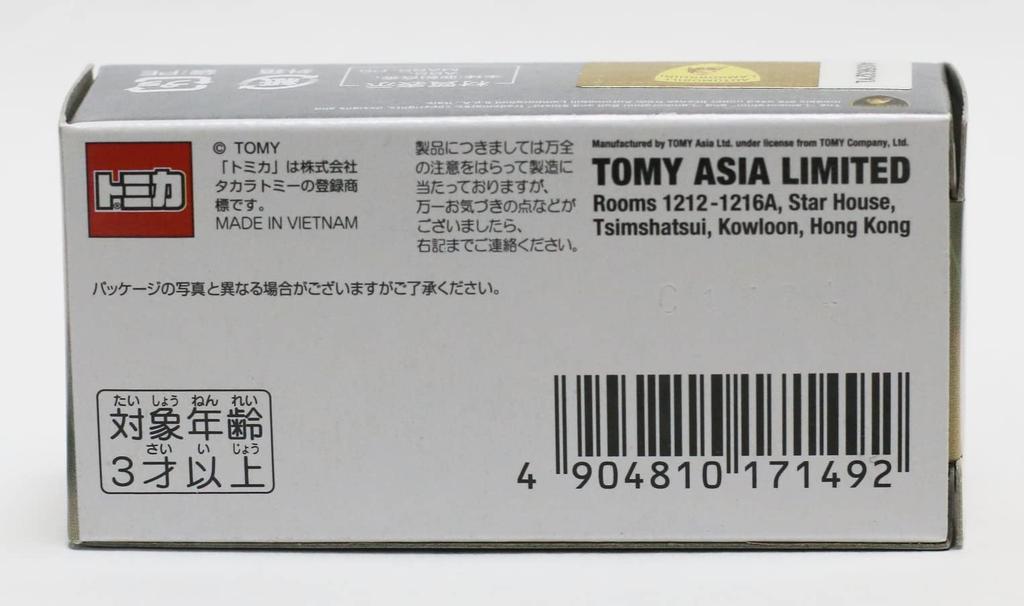 トミカ
®
© TOMY
「トミカ」は株式会社
タカラトミーの登録商
標です。
MADE IN VIETNAM
製品につきましては万全
の注意をはらって製造に
当たっておりますが、
万一お気づきの点などが
ございましたら、
右記までご連絡ください。
Manufactured by TOMY Asia Ltd. under license from TOMY Company, Ltd.
TOMY ASIA LIMITED
Rooms 1212-1216A, Star House,
Tsimshatsui, Kowloon, Hong Kong
パッケージの写真と異なる場合がございますがご了承ください。
たい しょう ねん れい
対象年齢
さい い じょう
3才以上
4 904810 171492